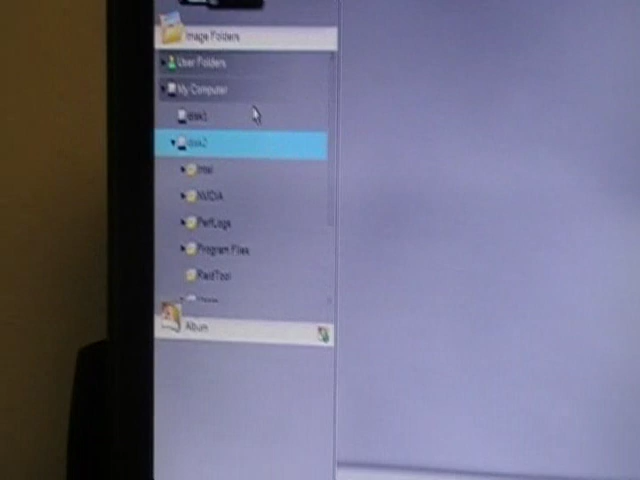 Image Folders
User Folders
My Computer
disk1
disk2
Intel
NVIDIA
PerfLogs
Program Files
RaidTool
Album